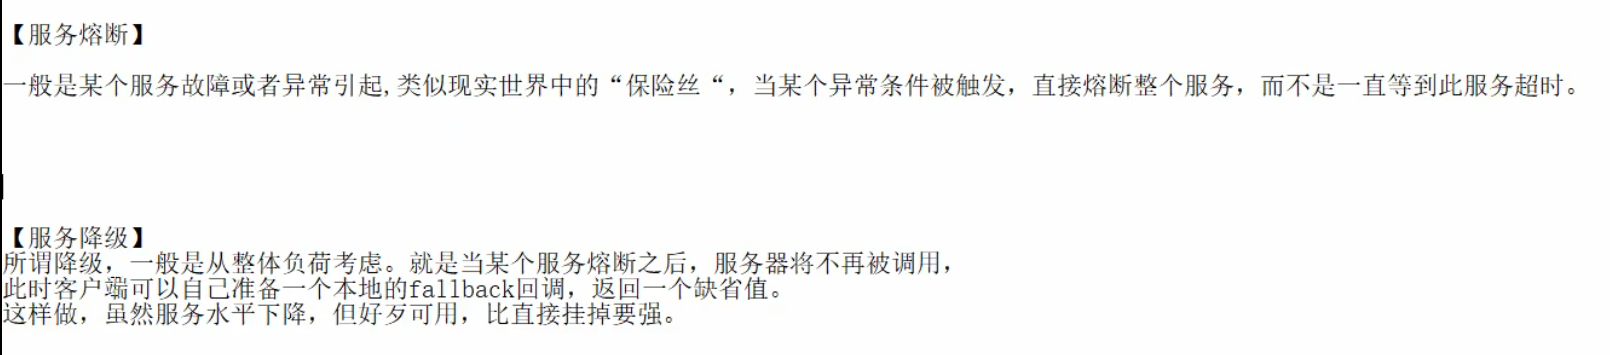 【服务熔断】
一般是某个服务故障或者异常引起,类似现实世界中的“保险丝“，当某个异常条件被触发，直接熔断整个服务，而不是一直等到此服务超时。
【服务降级】
所谓降级，一般是从整体负荷考虑。就是当某个服务熔断之后，服务器将不再被调用，
此时客户端可以自己准备一个本地的fallback回调，返回一个缺省值。
这样做，虽然服务水平下降，但好歹可用，比直接挂掉要强。